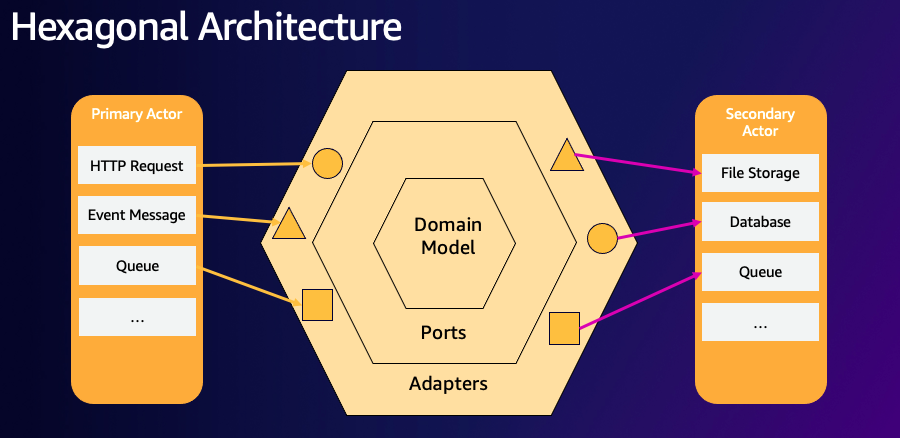 Hexagonal Architecture
Primary Actor
HTTP Request
Event Message
Queue
...
Domain
Model
Ports
Adapters
Secondary
Actor
File Storage
Database
Queue
...